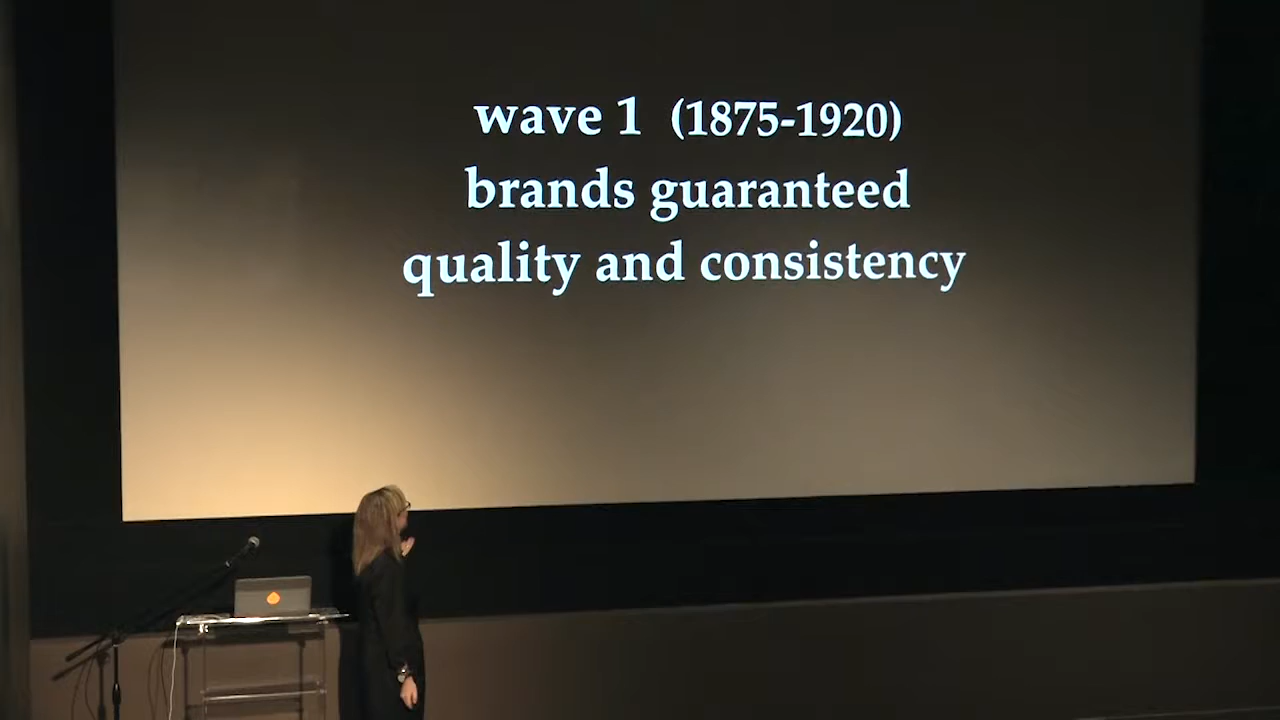 wave 1 (1875-1920)
brands guaranteed
quality and consistency